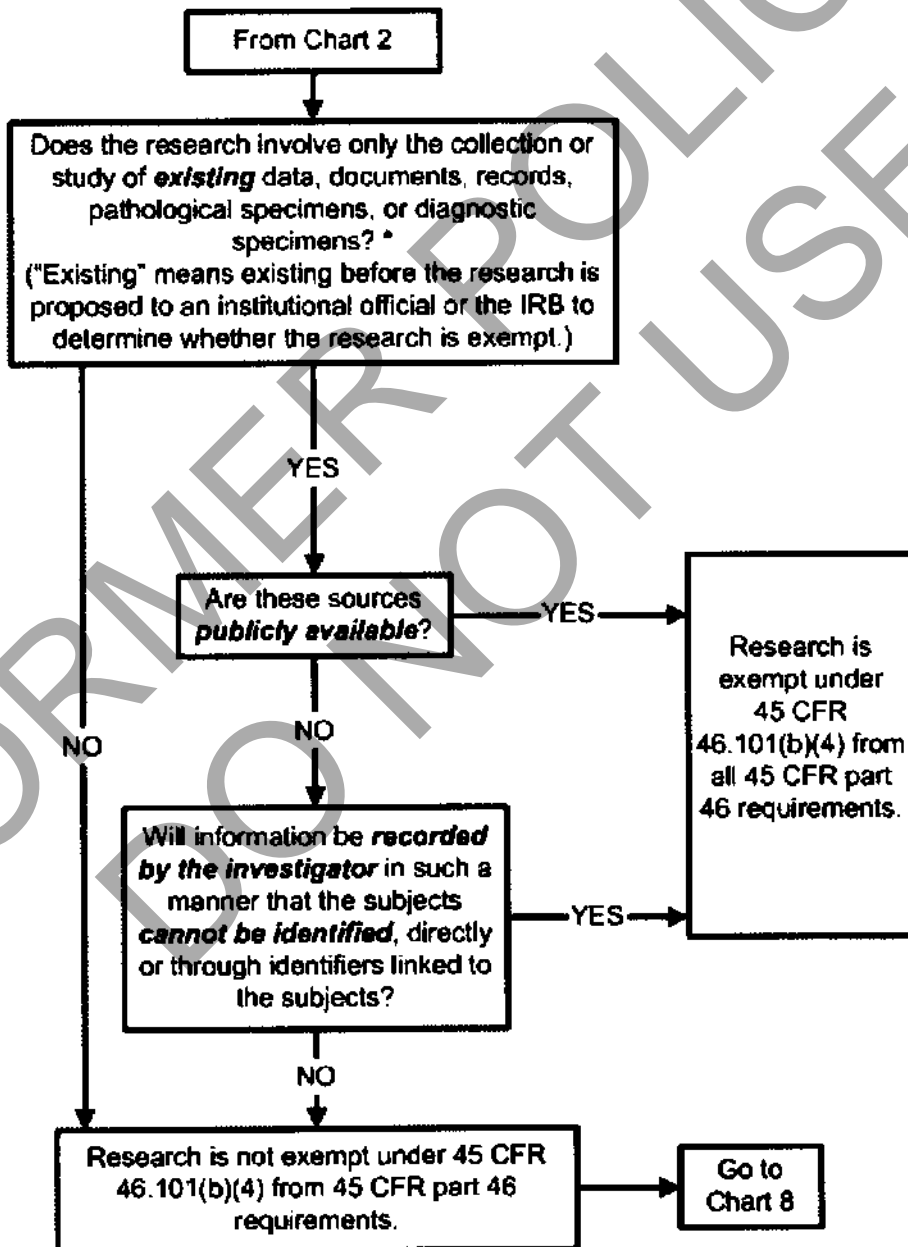 From Chart 2
Does the research involve only the collection or
study of existing data, documents, records,
pathological specimens, or diagnostic
specimens? *
("Existing" means existing before the research is
proposed to an institutional official or the IRB to
determine whether the research is exempt.)
YES
Are these sources
publicly available?
YES
Research is
exempt under
45 CFR
46.101(b)(4) from
all 45 CFR part
46 requirements.
NO
NO
Will information be recorded
by the investigator in such a
manner that the subjects
cannot be identified, directly
or through identifiers linked to
the subjects?
YES
NO
Research is not exempt under 45 CFR
46.101(b)(4) from 45 CFR part 46
requirements.
Go to
Chart 8
ORMER POLIC
DO NOT USE